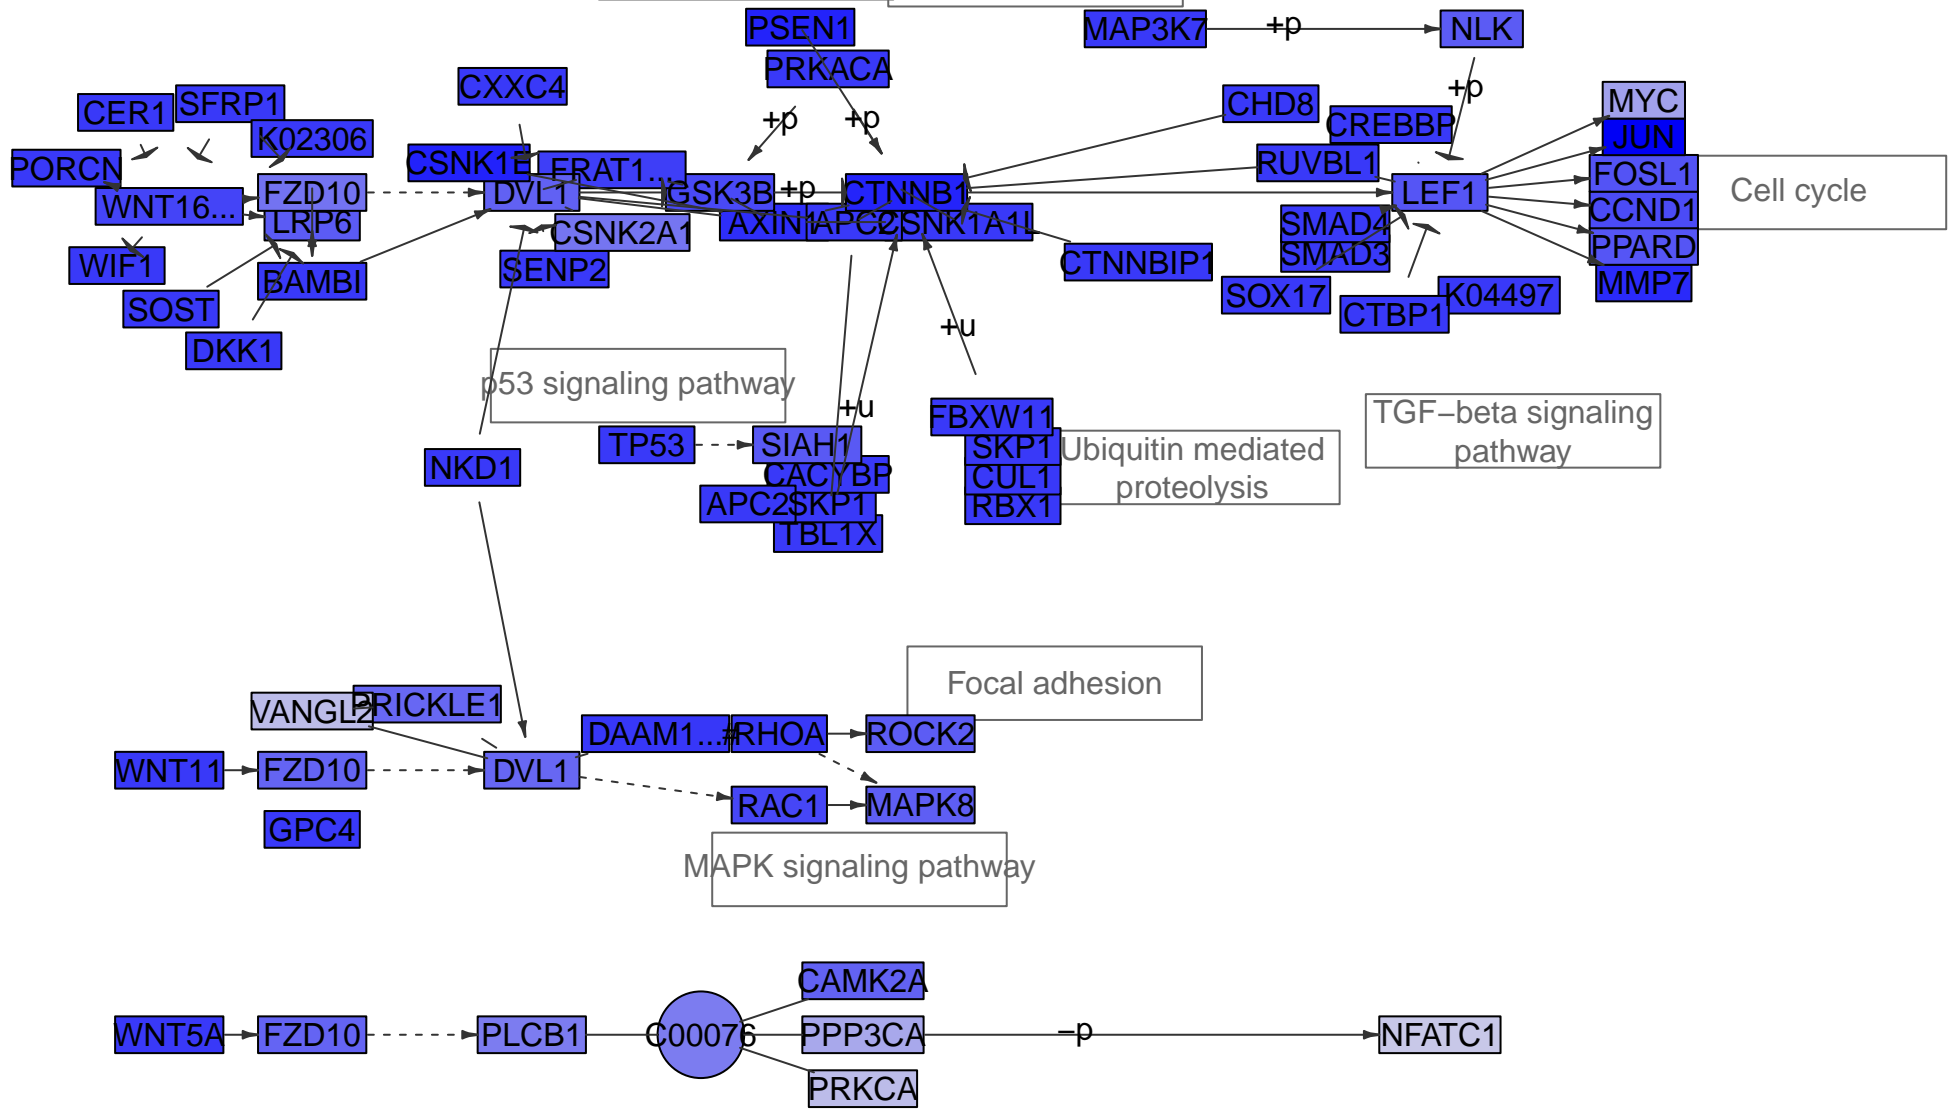 PSEN1
MAP3K7
+p
NLK
PRKACA
CXXC4
CER1
SFRP1
K02306
+p
+p
+p
CHD8
CREBBP
MYC
JUN
PORCN
CSNK1E
FRAT1...
RUVBL1
FOSL1
Cell cycle
WNT16...
FZD10
DVL1
GSK3B
+p
CTNNB1
LEF1
CCND1
LRP6
CSNK2A1
AXIN1
APC2
CSNK1A1L
SMAD4
PPARD
WIF1
BAMBI
SENP2
CTNNBIP1
SMAD3
MMP7
SOST
SOX17
K04497
CTBP1
DKK1
+u
p53 signaling pathway
+u
FBXW11
TGF−beta signaling
pathway
TP53
SIAH1
SKP1
Ubiquitin mediated
proteolysis
NKD1
CACYBP
CUL1
APC2
SKP1
RBX1
TBL1X
Focal adhesion
VANGL2
PRICKLE1
DAAM1...#
RHOA
ROCK2
WNT11
FZD10
DVL1
RAC1
MAPK8
GPC4
MAPK signaling pathway
CAMK2A
WNT5A
FZD10
PLCB1
C00076
PPP3CA
−p
NFATC1
PRKCA